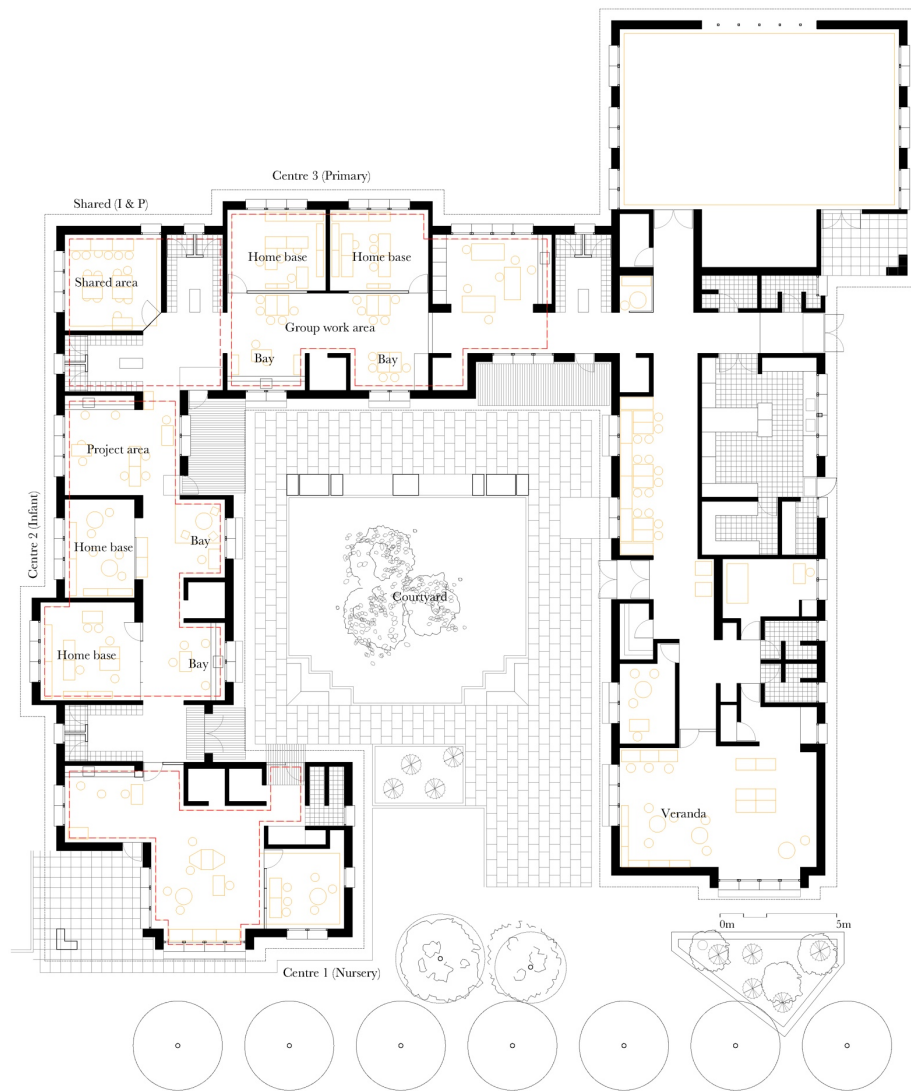 Centre 3 (Primary)
Shared (I & P)
Home base
Home base
Shared area
Group work area
Bay
Bay
Project area
Centre 2 (Infant)
Home base
Bay
Courtyard
Home base
Bay
Veranda
0m
5m
Centre 1 (Nursery)